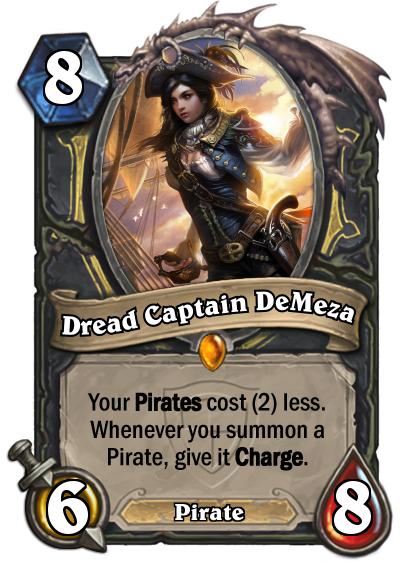 8
Dread Captain DeMeza
Your Pirates cost (2) less.
Whenever you summon a
Pirate, give it Charge.
6
Pirate
8